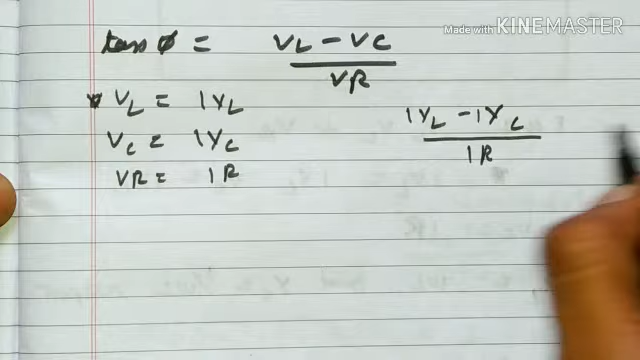 Made with KINEMASTER
tan φ = VL - VC / VR
VL = IXL
VC = IXC
VR = IR
IXL - IXC / IR